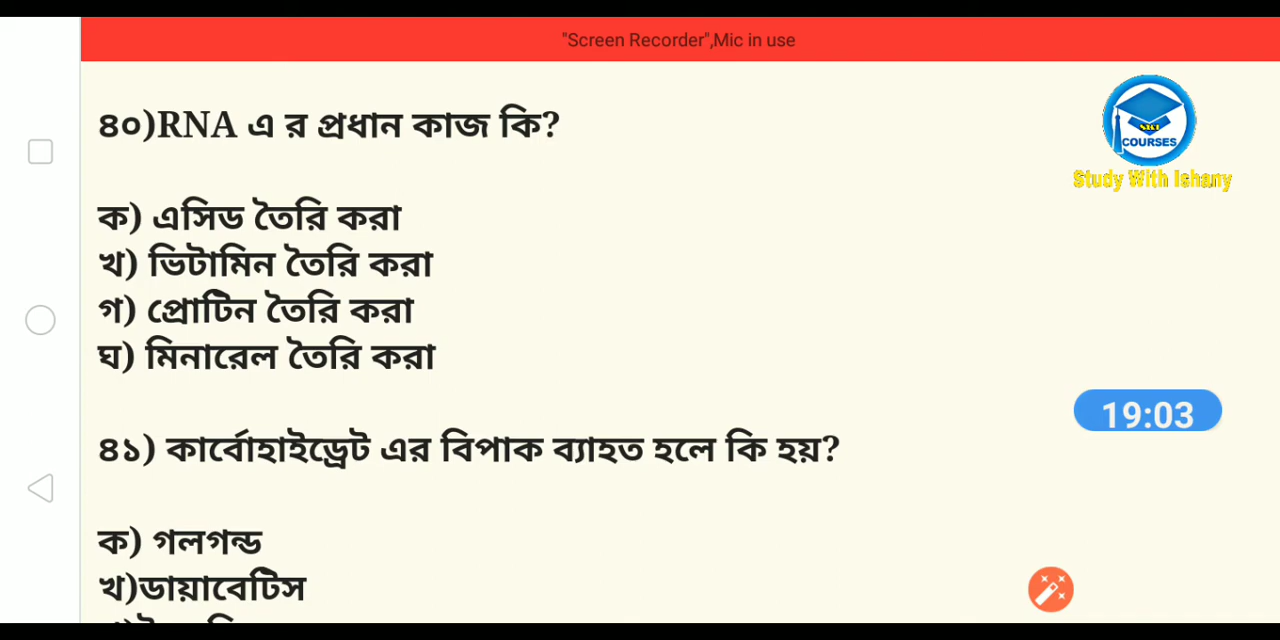 "Screen Recorder",Mic in use
৪০)RNA এ র প্রধান কাজ কি?
COURSES
Study With Ishany
ক) এসিড তৈরি করা
খ) ভিটামিন তৈরি করা
গ) প্রোটিন তৈরি করা
ঘ) মিনারেল তৈরি করা
19:03
৪১) কার্বোহাইড্রেট এর বিপাক ব্যাহত হলে কি হয়?
ক) গলগন্ড
খ)ডায়াবেটিস